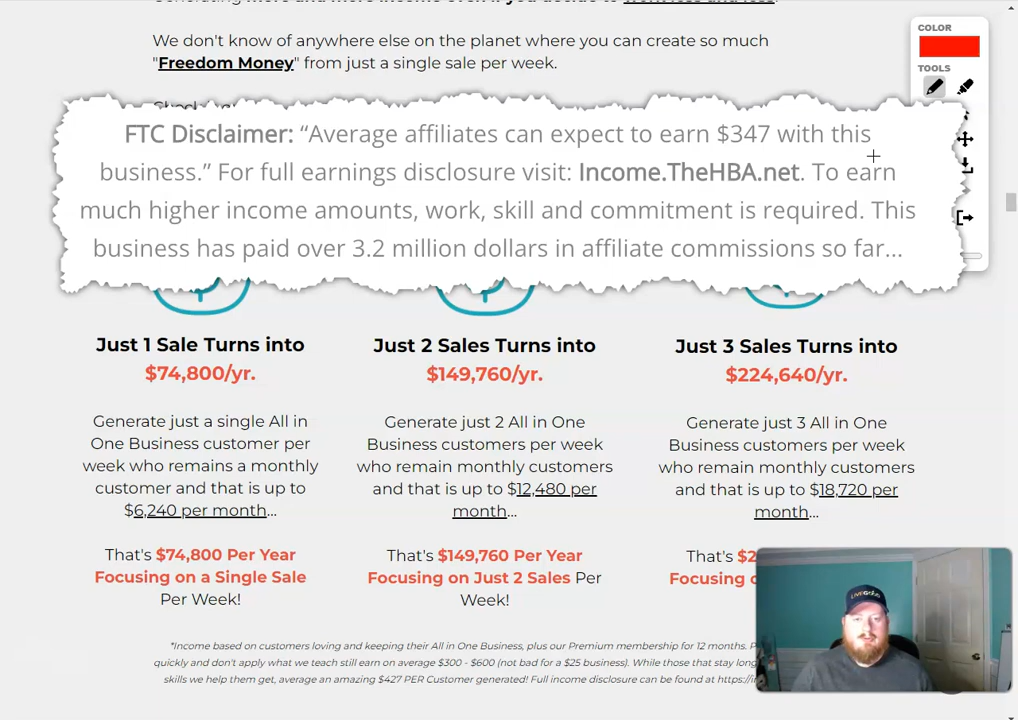 We don't know of anywhere else on the planet where you can create so much
"Freedom Money" from just a single sale per week.
COLOR
TOOLS
FTC Disclaimer: “Average affiliates can expect to earn $347 with this
business.” For full earnings disclosure visit: Income.TheHBA.net. To earn
much higher income amounts, work, skill and commitment is required. This
business has paid over 3.2 million dollars in affiliate commissions so far...
Just 1 Sale Turns into
$74,800/yr.
Generate just a single All in
One Business customer per
week who remains a monthly
customer and that is up to
$6,240 per month...
That's $74,800 Per Year
Focusing on a Single Sale
Per Week!
Just 2 Sales Turns into
$149,760/yr.
Generate just 2 All in One
Business customers per week
who remain monthly customers
and that is up to $12,480 per
month...
That's $149,760 Per Year
Focusing on Just 2 Sales Per
Week!
Just 3 Sales Turns into
$224,640/yr.
Generate just 3 All in One
Business customers per week
who remain monthly customers
and that is up to $18,720 per
month...
That's $2
Focusing
*Income based on customers loving and keeping their All in One Business, plus our Premium membership for 12 months.
quickly and don't apply what we teach still earn on average $300 - $600 (not bad for a $25 business). While those that stay long
skills we help them get, average an amazing $427 PER Customer generated! Full income disclosure can be found at